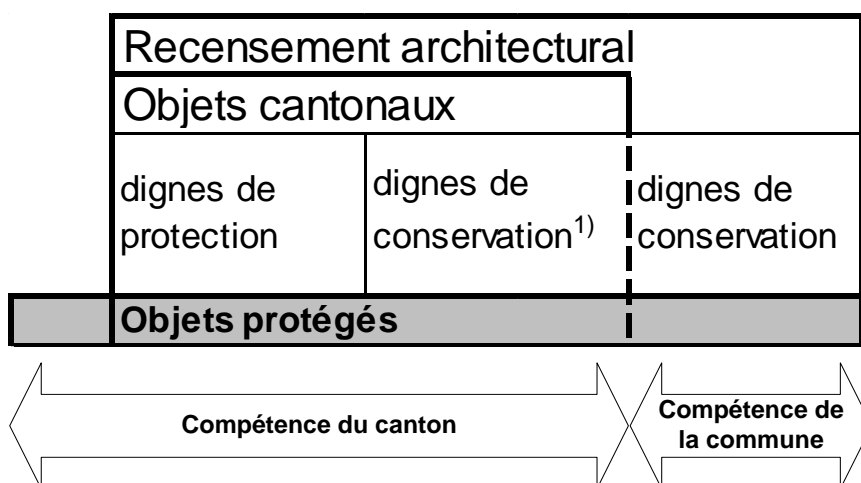 Recensement architectural
Objets cantonaux
dignes de
protection
dignes de
conservation1)
dignes de
conservation
Objets protégés
Compétence du canton
Compétence de
la commune